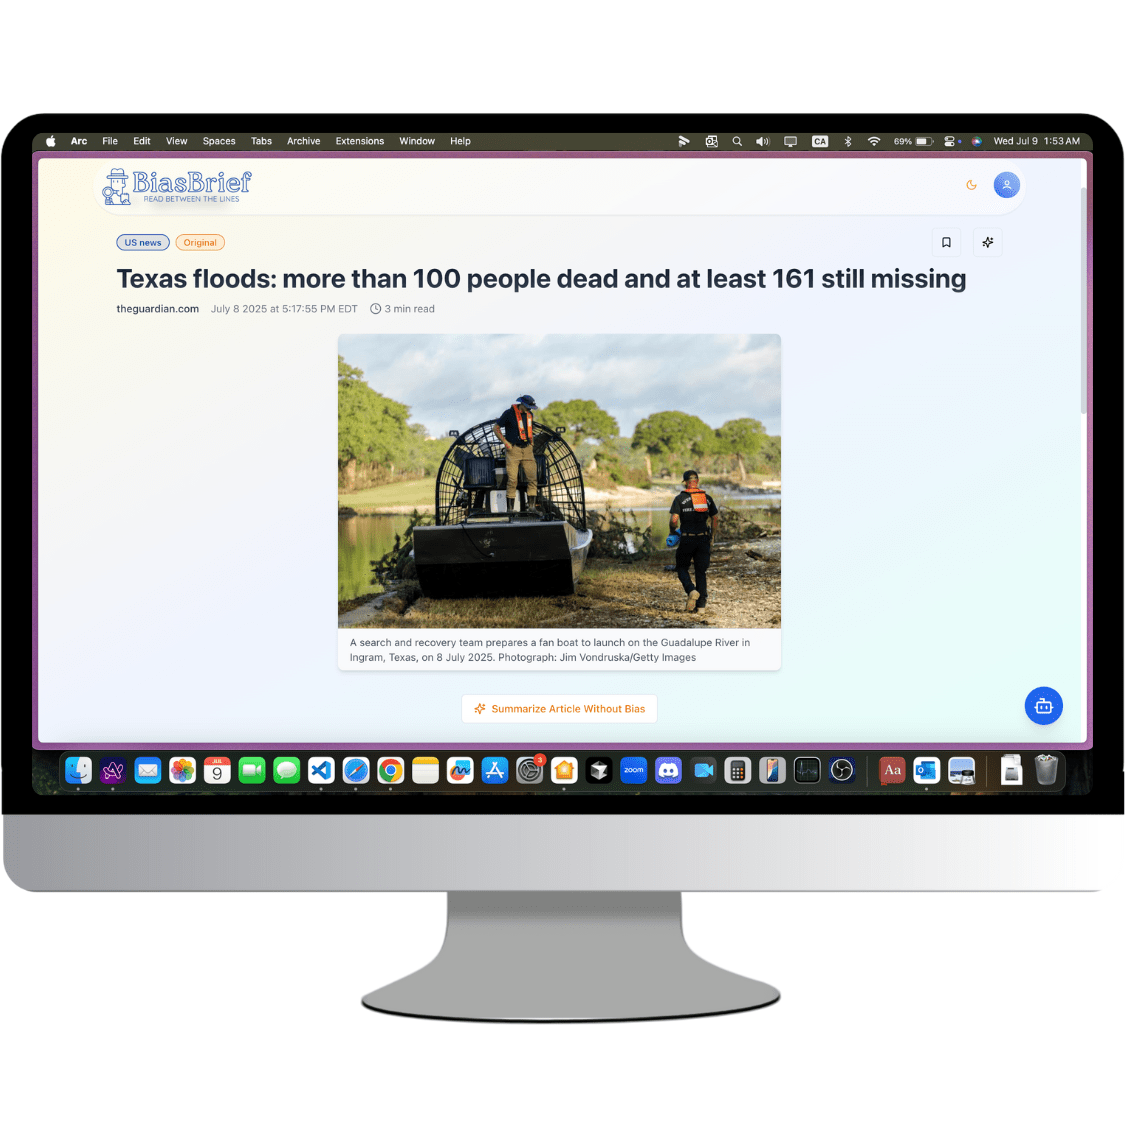 Arc File Edit View Spaces Tabs Archive Extensions Window Help CA 69% Wed Jul 9 1:53 AM
BiasBrief
READ BETWEEN THE LINES
US news Original
Texas floods: more than 100 people dead and at least 161 still missing
theguardian.com July 8 2025 at 5:17:55 PM EDT 3 min read
FIRE
A search and recovery team prepares a fan boat to launch on the Guadalupe River in
Ingram, Texas, on 8 July 2025. Photograph: Jim Vondruska/Getty Images
Summarize Article Without Bias
JUL
9
3
zoom
Aa